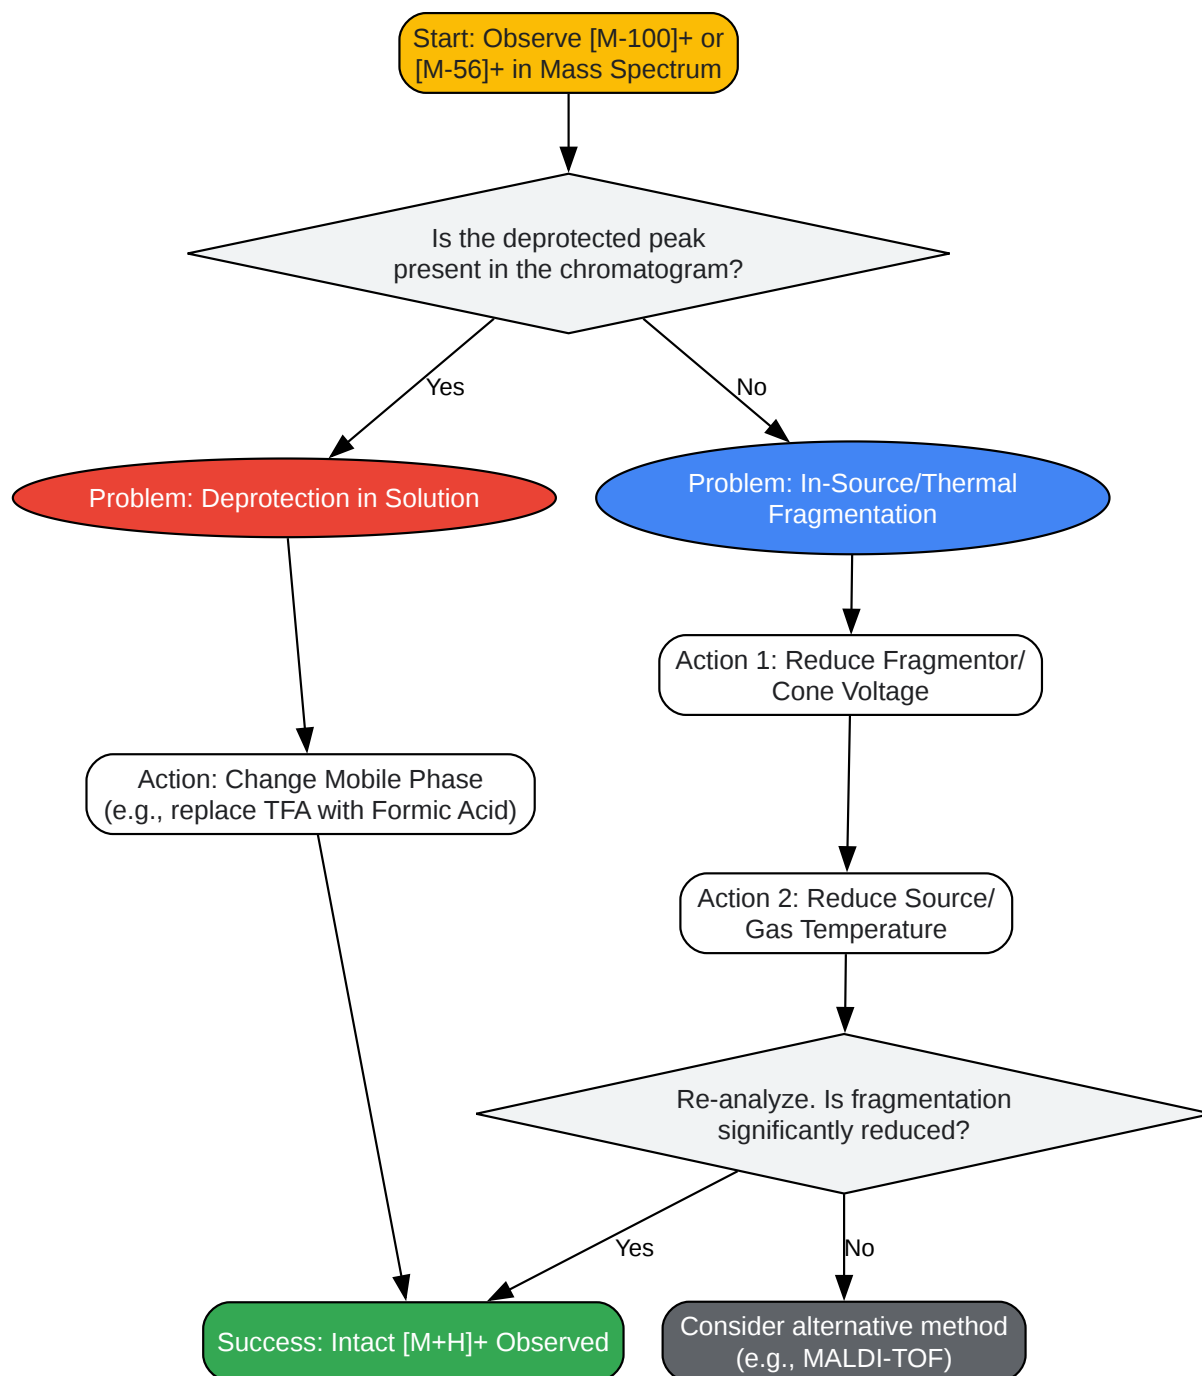 Start: Observe [M-100]+ or
[M-56]+ in Mass Spectrum
Is the deprotected peak
present in the chromatogram?
Yes
No
Problem: Deprotection in Solution
Problem: In-Source/Thermal
Fragmentation
Action 1: Reduce Fragmentor/
Cone Voltage
Action: Change Mobile Phase
(e.g., replace TFA with Formic Acid)
Action 2: Reduce Source/
Gas Temperature
Re-analyze. Is fragmentation
significantly reduced?
Yes
No
Success: Intact [M+H]+ Observed
Consider alternative method
(e.g., MALDI-TOF)